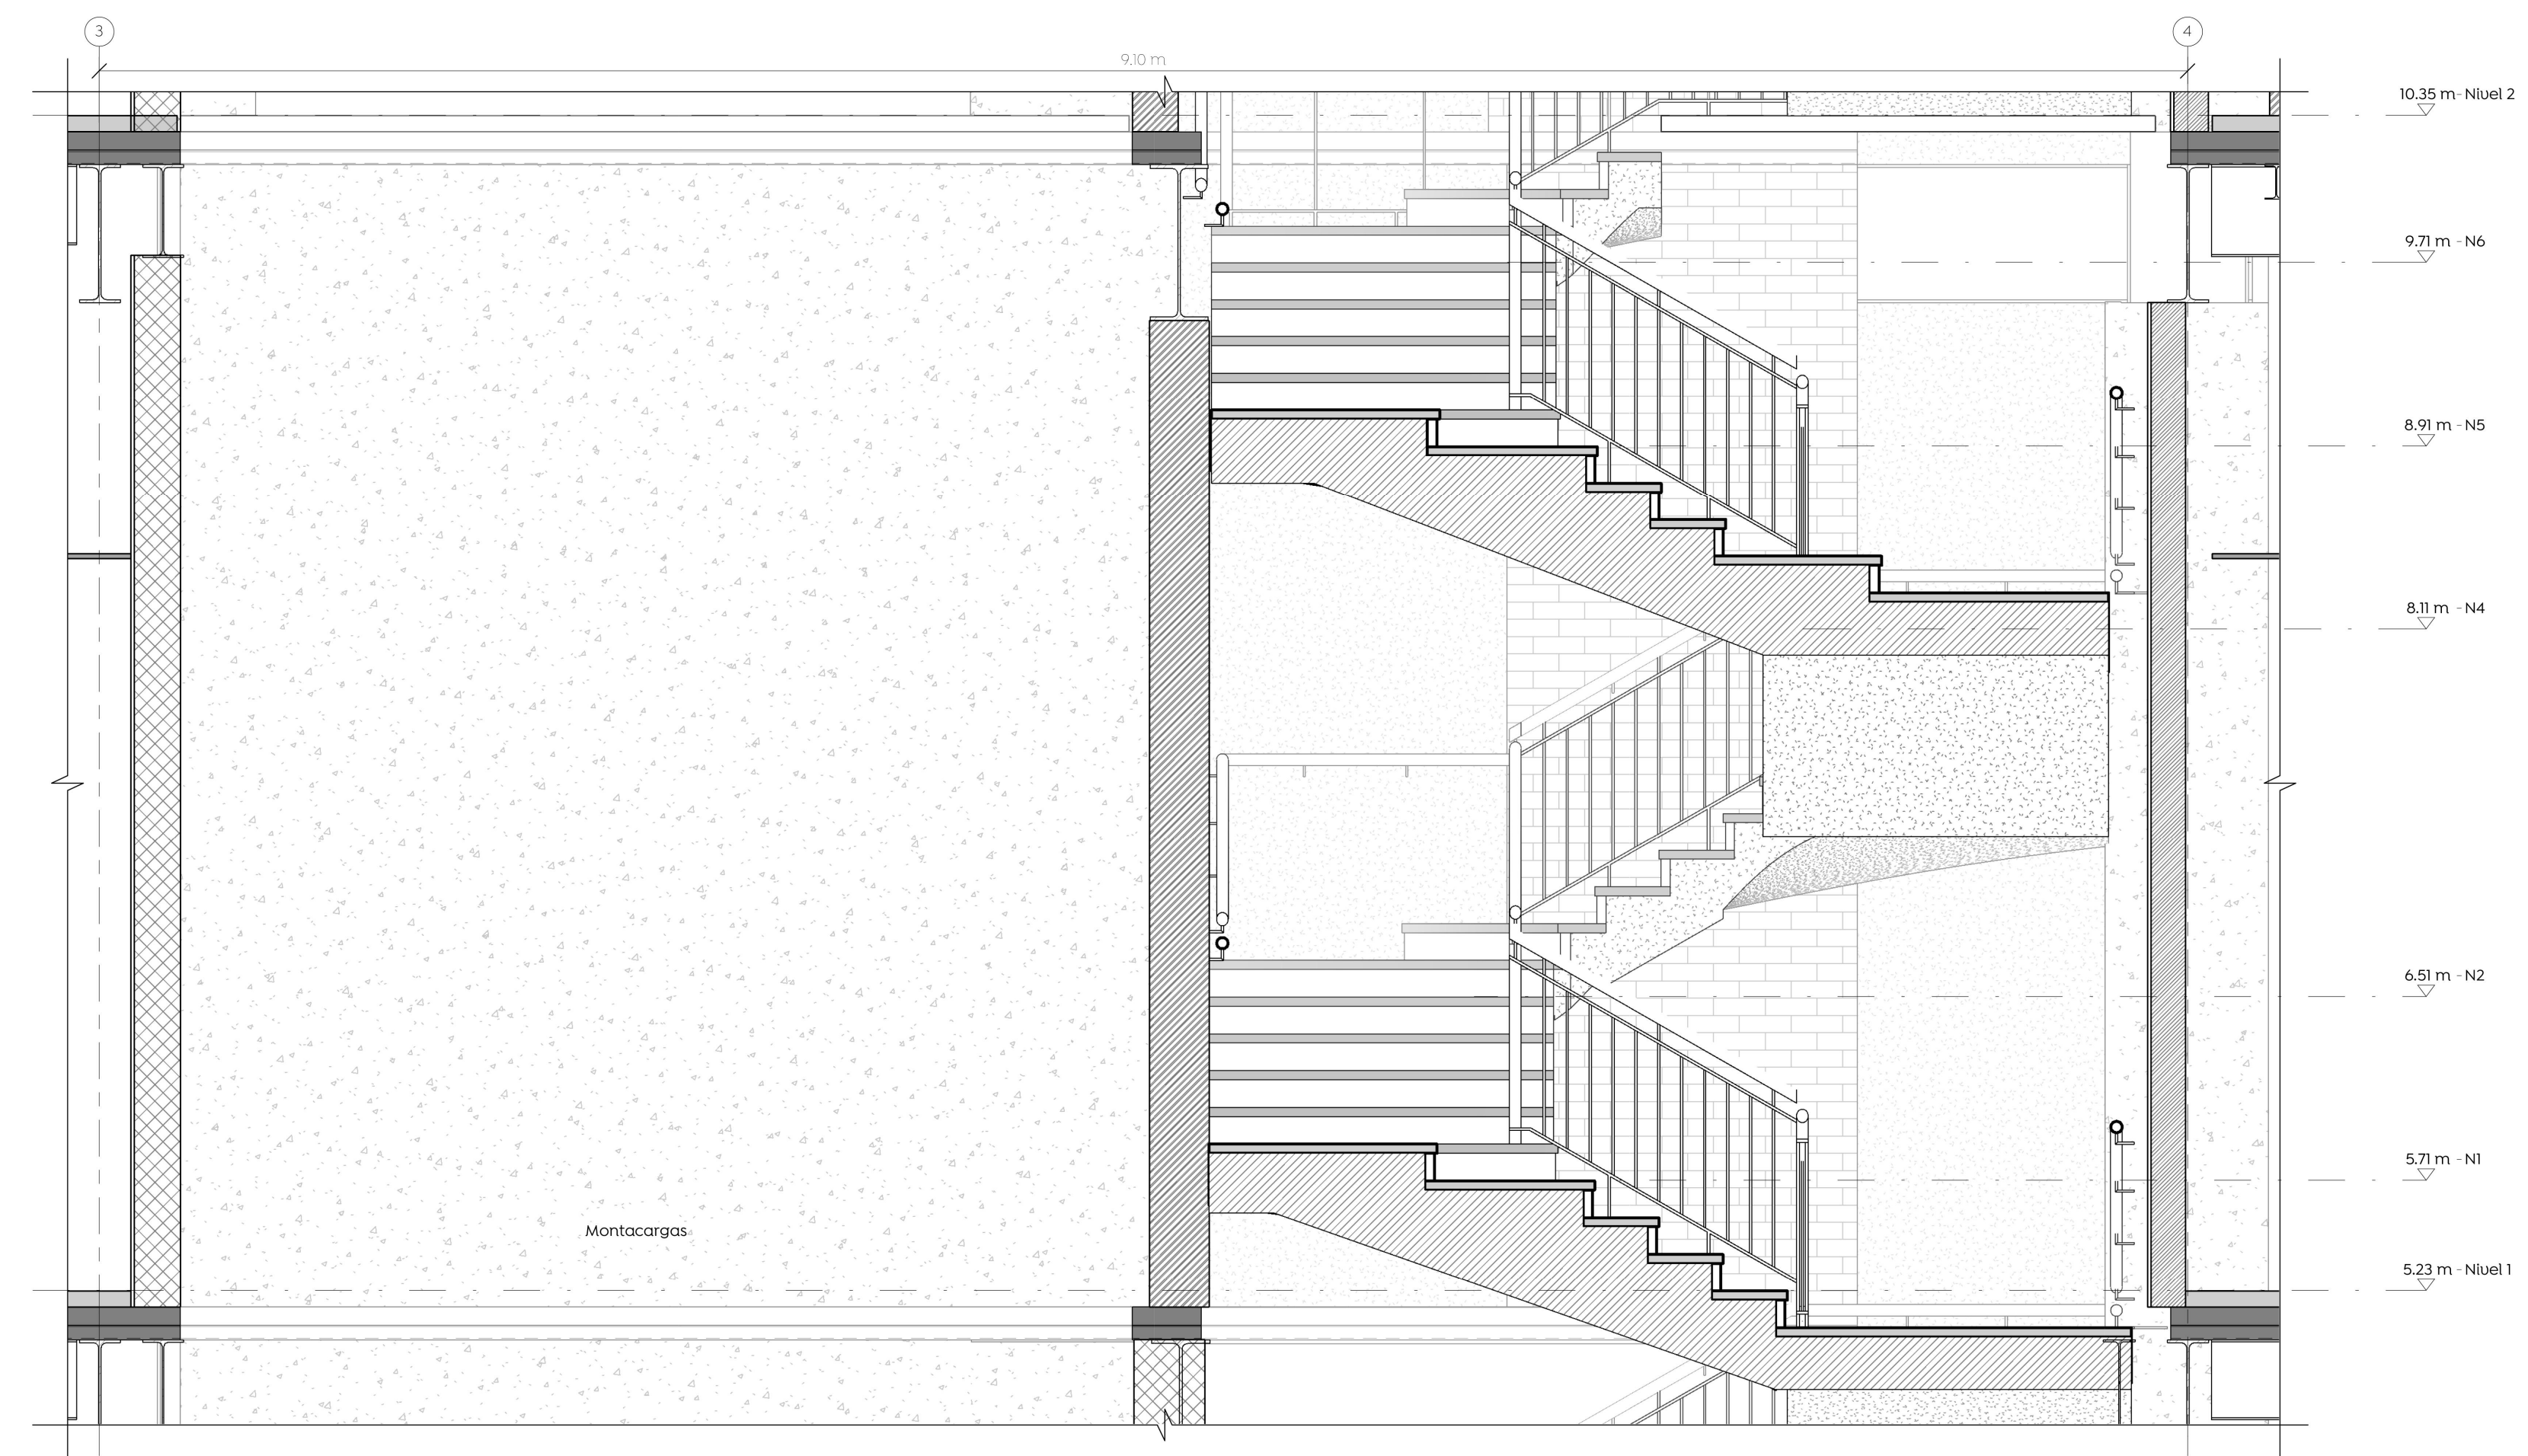 3
4
9.10 m
10.35 m - Nivel 2
9.71 m - N6
8.91 m - N5
8.11 m - N4
6.51 m - N2
5.71 m - N1
Montacargas
5.23 m - Nivel 1